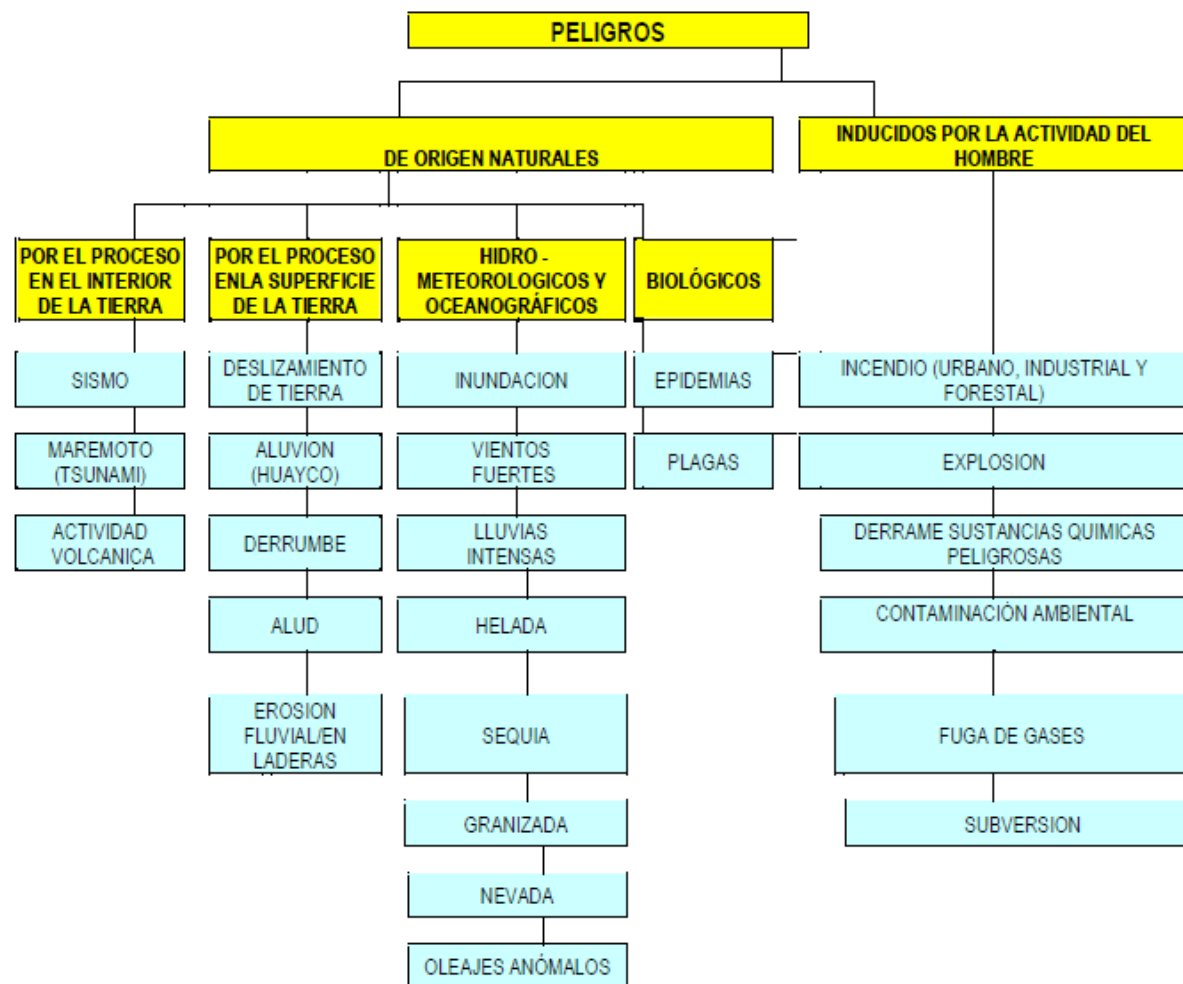 PELIGROS
DE ORIGEN NATURALES
INDUCIDOS POR LA ACTIVIDAD DEL
HOMBRE
POR EL PROCESO
EN EL INTERIOR
DE LA TIERRA
POR EL PROCESO
ENLA SUPERFICIE
DE LA TIERRA
HIDRO -
METEOROLOGICOS Y
OCEANOGRÁFICOS
BIOLÓGICOS
SISMO
DESLIZAMIENTO
DE TIERRA
INUNDACION
EPIDEMIAS
INCENDIO (URBANO, INDUSTRIAL Y
FORESTAL)
MAREMOTO
(TSUNAMI)
ALUVION
(HUAYCO)
VIENTOS
FUERTES
PLAGAS
EXPLOSION
ACTIVIDAD
VOLCANICA
DERRUMBE
LLUVIAS
INTENSAS
DERRAME SUSTANCIAS QUIMICAS
PELIGROSAS
ALUD
HELADA
CONTAMINACIÓN AMBIENTAL
EROSION
FLUVIAL/EN
LADERAS
SEQUIA
FUGA DE GASES
GRANIZADA
SUBVERSION
NEVADA
OLEAJES ANÓMALOS